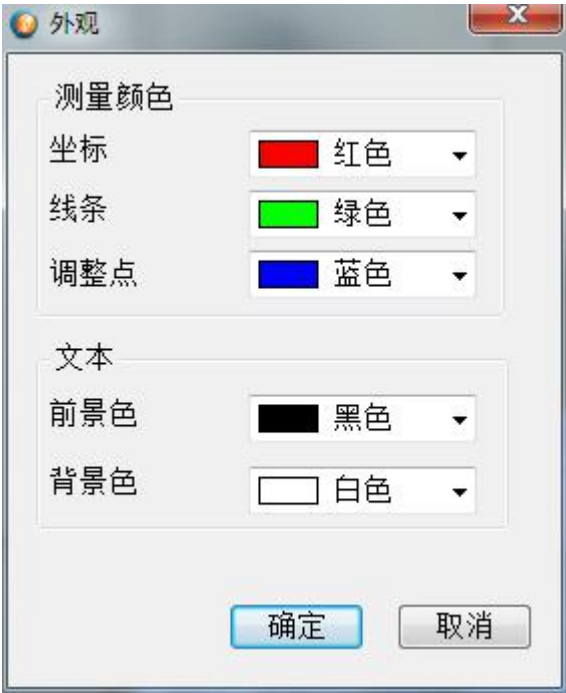 外观
测量颜色
坐标 红色
线条 绿色
调整点 蓝色
文本
前景色 黑色
背景色 白色
确定 取消